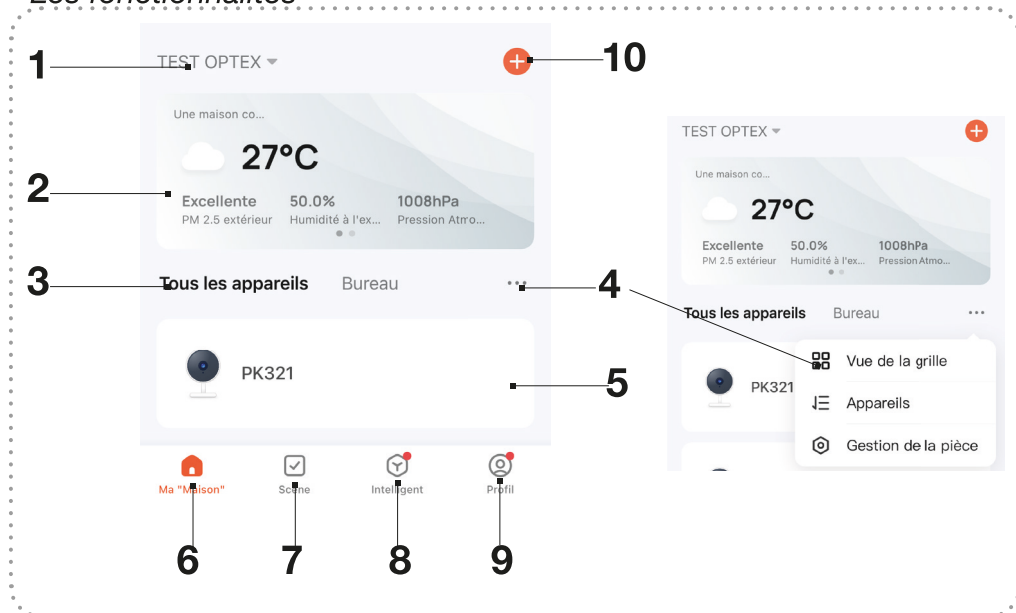 Les fonctionnalités
1
TEST OPTEX
10
Une maison co...
27°C
2
Excellente 50.0% 1008hPa
PM 2.5 extérieur Humidité à l'ex... Pression Atmo...
3
Tous les appareils Bureau ...
4
PK321
5
Ma "Maison" Scène Intelligent Profil
6 7 8 9
TEST OPTEX
Une maison co...
27°C
Excellente 50.0% 1008hPa
PM 2.5 extérieur Humidité à l'ex... Pression Atmo...
Tous les appareils Bureau ...
PK321
Vue de la grille
Appareils
Gestion de la pièce